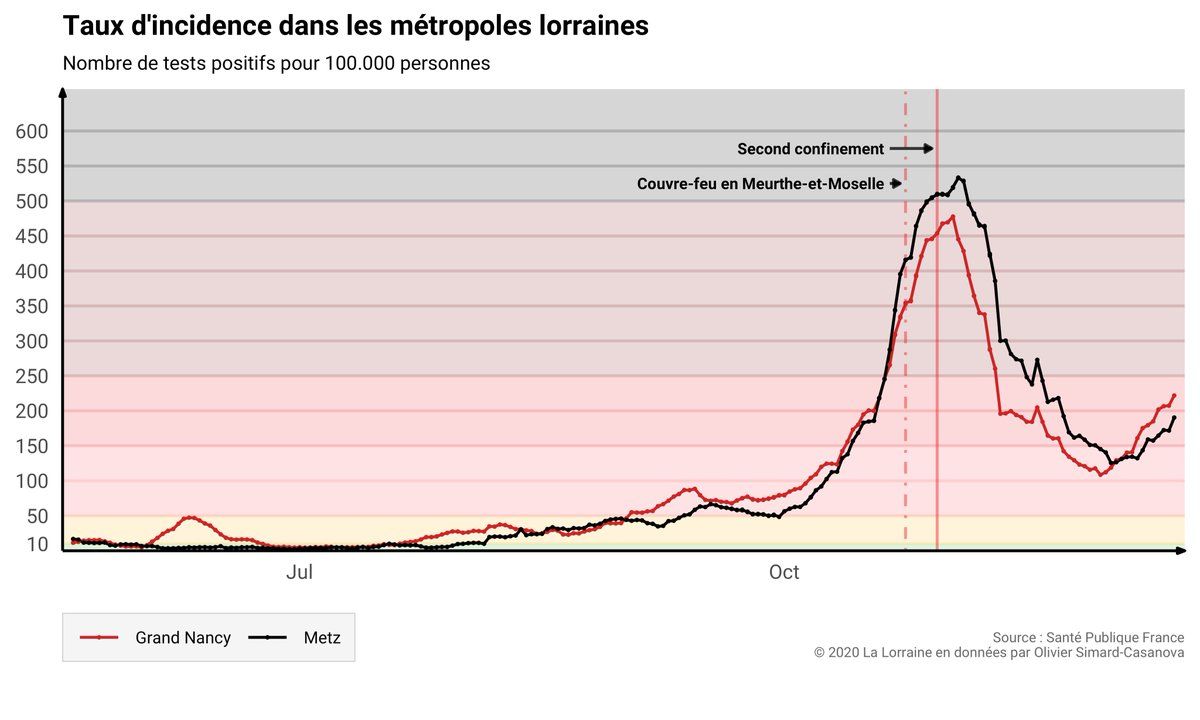 Taux d'incidence dans les métropoles lorraines
Nombre de tests positifs pour 100.000 personnes
600
550
500
450
400
350
300
250
200
150
100
50
10
Second confinement
Couvre-feu en Meurthe-et-Moselle
Jul
Oct
Grand Nancy
Metz
Source : Santé Publique France
© 2020 La Lorraine en données par Olivier Simard-Casanova